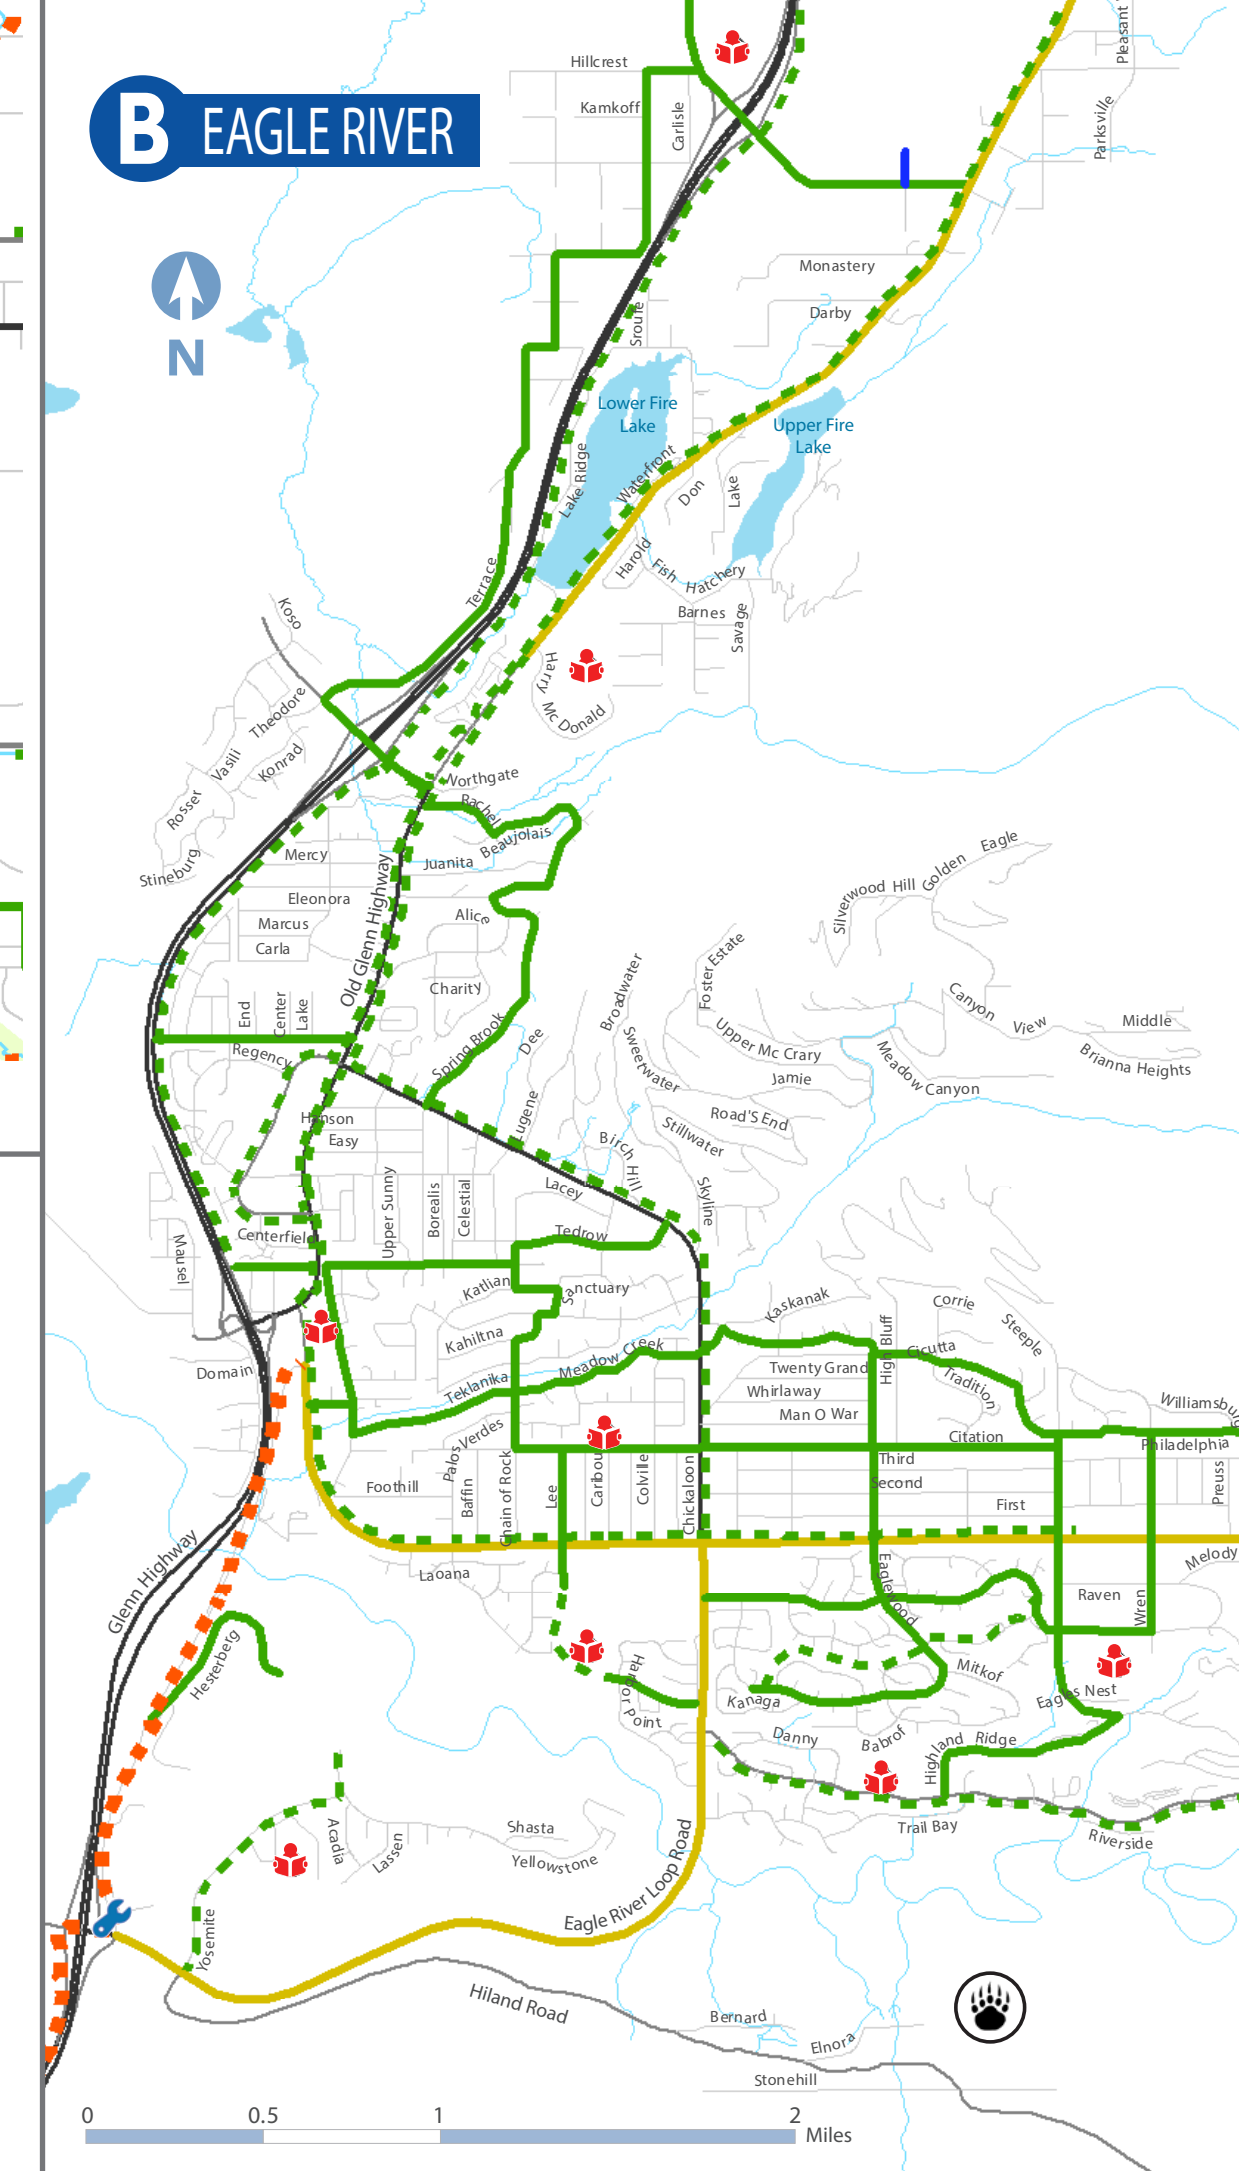 Pleasant
Hillcrest
Kamkoff
Carlisle
Parksville
B
EAGLE RIVER
N
Monastery
Darby
Sroufe
Lower Fire
Lake
Upper Fire
Lake
Lake Ridge
Waterfront
Don
Lake
Harold
Fish Hatchery
Terrace
Barnes
Savage
Koso
Harry
Mc Donald
Theodore
Vasili
Konrad
Rosser
Stineburg
Northgate
Rachel
Beaujolais
Juanita
Mercy
Eleonora
Marcus
Carla
Old Glenn Highway
Alice
Charity
Eagle
Golden
Silverwood Hill
Foster Estate
Broadwater
Canyon View
Middle
Brianna Heights
End
Center
Lake
Regency
Spring Brook
Dee
Sweetwater
Upper Mc Crary
Jamie
Meadow Canyon
Road'S End
Hanson
Easy
Lugene
Birch Hill
Stillwater
Skyline
Lacey
Upper Sunny
Borealis
Celestial
Mausel
Centerfield
Tedrow
Katlian
Sanctuary
Kahiltna
Meadow Creek
Teklanika
Kaskanak
High Bluff
Corrie
Steeple
Cicutta
Tradition
Domain
Twenty Grand
Whirlaway
Man O War
Citation
Williamsburg
Philadelphia
Palos Verdes
Foothill
Baffin
Chain of Rock
Lee
Caribou
Colville
Chickaloon
Third
Second
First
Preuss
Glenn Highway
Laoana
Eaglewood
Melody
Raven
Wren
Hesterberg
Harbor Point
Kanaga
Mitkof
Eagles Nest
Danny
Babrof
Highland Ridge
Trail Bay
Riverside
Acadia
Lassen
Shasta
Yellowstone
Eagle River Loop Road
Yosemite
Hiland Road
Bernard
Elnora
Stonehill
0 0.5 1 2
Miles